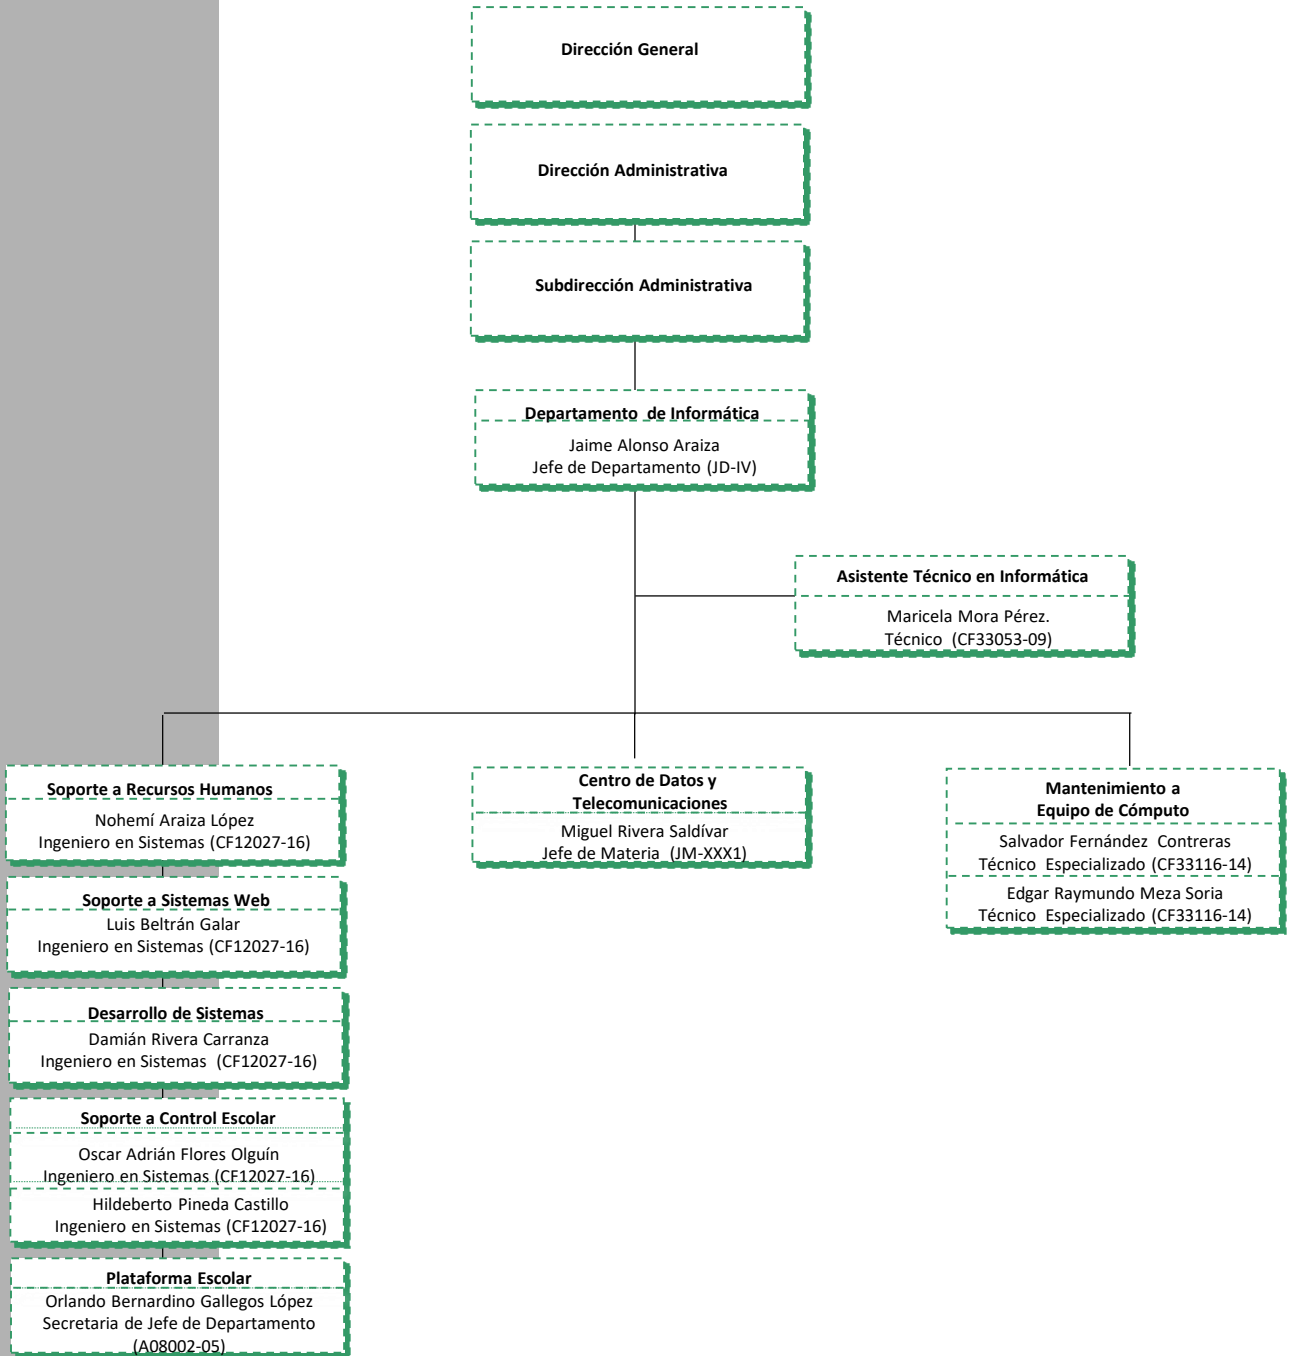 Dirección General
Dirección Administrativa
Subdirección Administrativa
Departamento de Informática
Jaime Alonso Araiza
Jefe de Departamento (JD-IV)
Asistente Técnico en Informática
Maricela Mora Pérez.
Técnico (CF33053-09)
Soporte a Recursos Humanos
Nohemí Araiza López
Ingeniero en Sistemas (CF12027-16)
Soporte a Sistemas Web
Luis Beltrán Galar
Ingeniero en Sistemas (CF12027-16)
Desarrollo de Sistemas
Damián Rivera Carranza
Ingeniero en Sistemas (CF12027-16)
Soporte a Control Escolar
Oscar Adrián Flores Olguín
Ingeniero en Sistemas (CF12027-16)
Hildeberto Pineda Castillo
Ingeniero en Sistemas (CF12027-16)
Plataforma Escolar
Orlando Bernardino Gallegos López
Secretaria de Jefe de Departamento
(A08002-05)
Centro de Datos y
Telecomunicaciones
Miguel Rivera Saldívar
Jefe de Materia (JM-XXX1)
Mantenimiento a
Equipo de Cómputo
Salvador Fernández Contreras
Técnico Especializado (CF33116-14)
Edgar Raymundo Meza Soria
Técnico Especializado (CF33116-14)